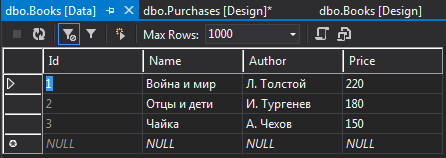 dbo.Books [Data] dbo.Purchases [Design]* dbo.Books [Design]
Max Rows: 1000
Id Name Author Price
1 Война и мир Л. Толстой 220
2 Отцы и дети И. Тургенев 180
3 Чайка А. Чехов 150
NULL NULL NULL NULL